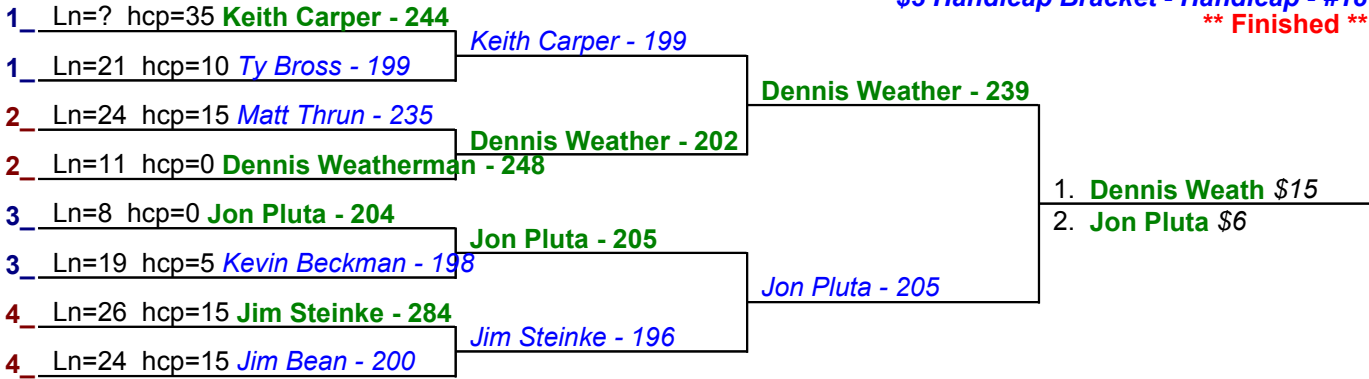 $5 Handicap Bracket - Handicap -
** Finished **
1_ Ln=? hcp=35 Keith Carper - 244
Keith Carper - 199
1_ Ln=21 hcp=10 Ty Bross - 199
Dennis Weather - 239
2_ Ln=24 hcp=15 Matt Thrun - 235
Dennis Weather - 202
2_ Ln=11 hcp=0 Dennis Weatherman - 248
1. Dennis Weath $15
3_ Ln=8 hcp=0 Jon Pluta - 204
2. Jon Pluta $6
Jon Pluta - 205
3_ Ln=19 hcp=5 Kevin Beckman - 198
Jon Pluta - 205
4_ Ln=26 hcp=15 Jim Steinke - 284
Jim Steinke - 196
4_ Ln=24 hcp=15 Jim Bean - 200